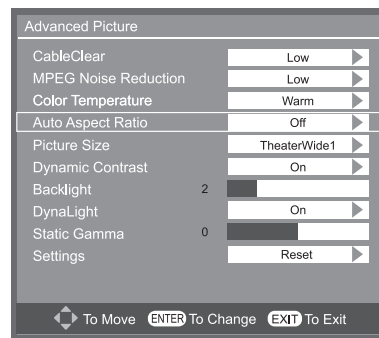 Advanced Picture
CableClear Low
MPEG Noise Reduction Low
Color Temperature Warm
Auto Aspect Ratio Off
Picture Size TheaterWide1
Dynamic Contrast On
Backlight 2
DynaLight On
Static Gamma 0
Settings Reset
To Move ENTER To Change EXIT To Exit